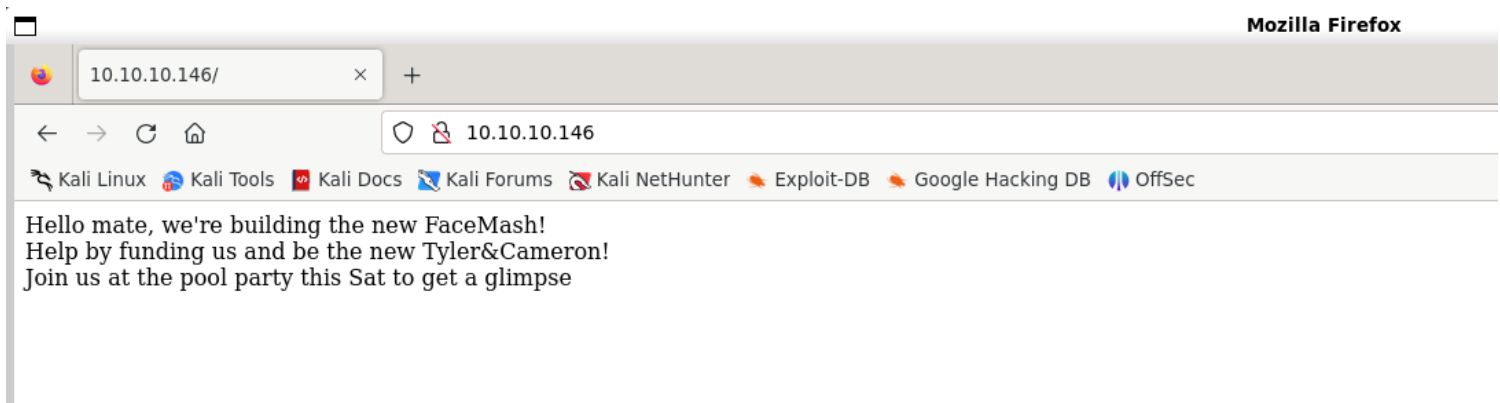 Mozilla Firefox
10.10.10.146/
10.10.10.146
Kali Linux Kali Tools Kali Docs Kali Forums Kali NetHunter Exploit-DB Google Hacking DB OffSec
Hello mate, we're building the new FaceMash!
Help by funding us and be the new Tyler&Cameron!
Join us at the pool party this Sat to get a glimpse